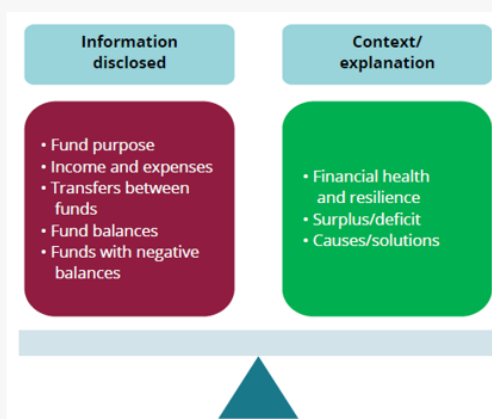 Information
disclosed
• Fund purpose
• Income and expenses
• Transfers between
funds
• Fund balances
• Funds with negative
balances
Context/
explanation
• Financial health
and resilience
• Surplus/deficit
• Causes/solutions